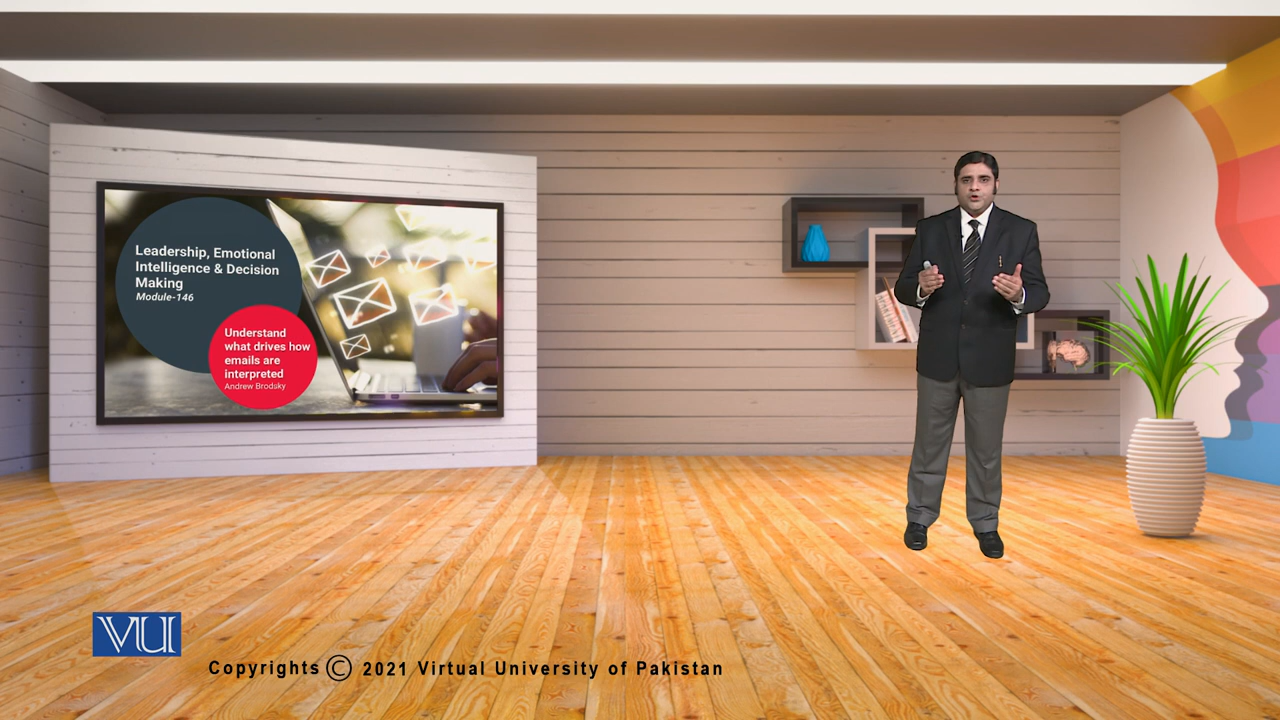 Leadership, Emotional
Intelligence & Decision
Making
Module-146
Understand
what drives how
emails are
interpreted
Andrew Brodsky
VU
Copyrights © 2021 Virtual University of Pakistan